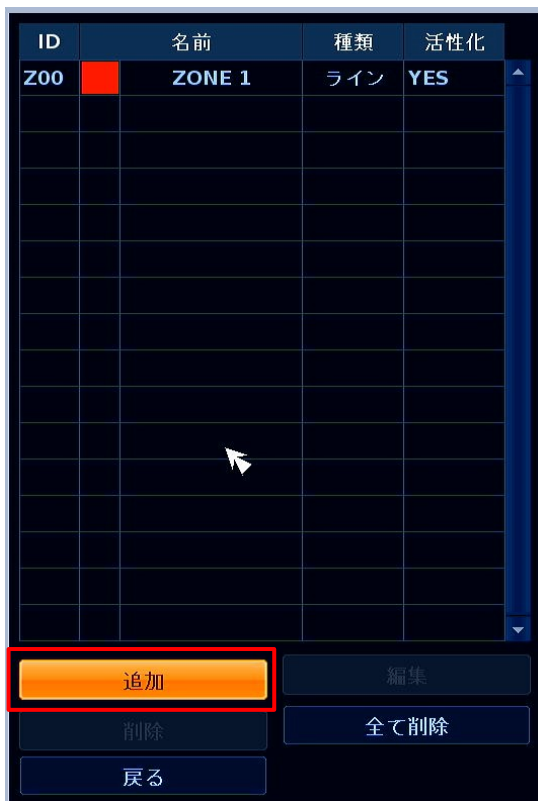 ID 名前 種類 活性化
Z00 ZONE 1 ライン YES
追加 編集
削除 全て削除
戻る